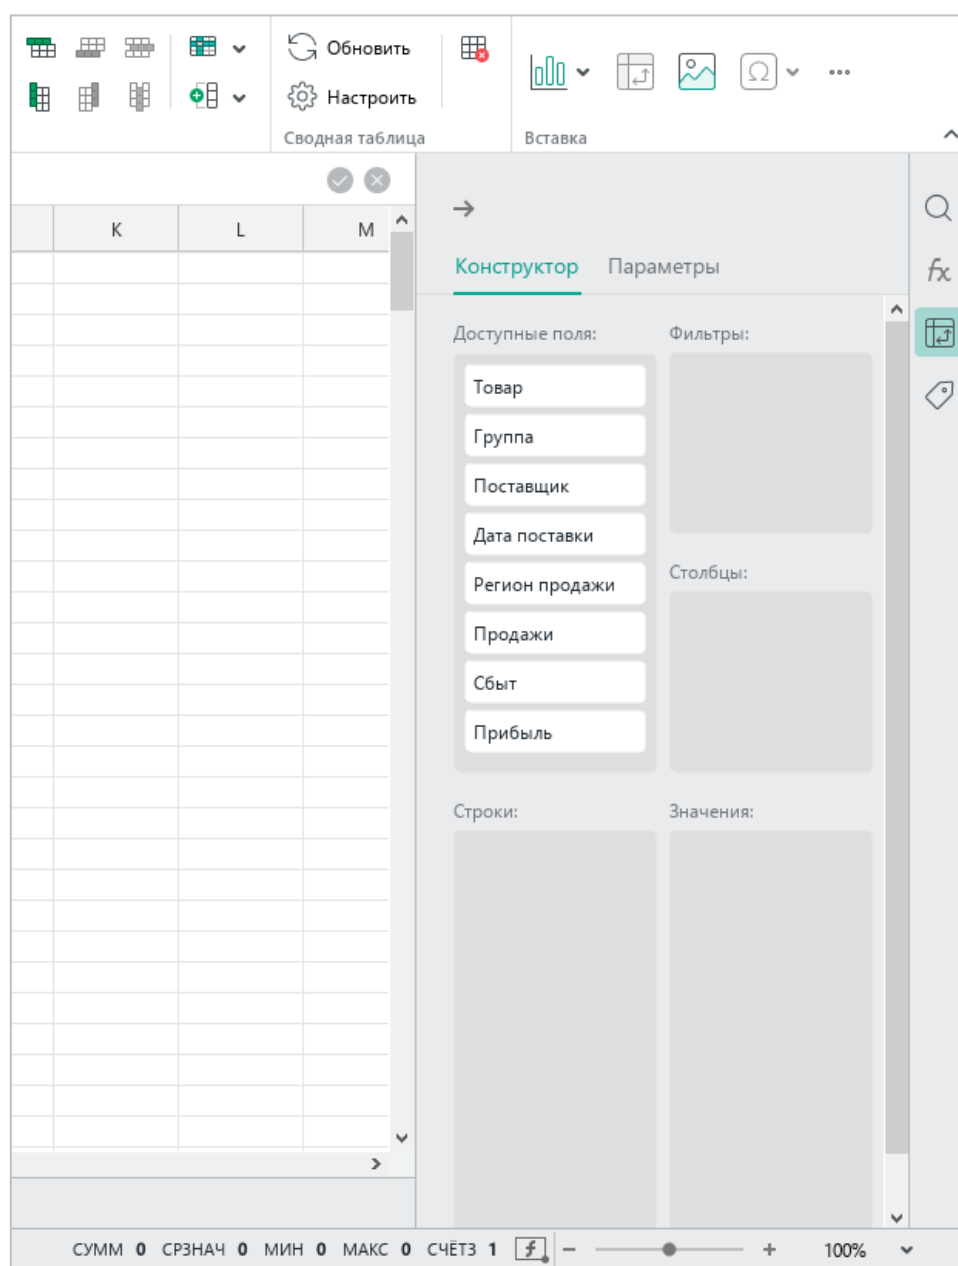 Обновить
Настроить
Сводная таблица
Вставка
K L M
Конструктор Параметры
Доступные поля:
Товар
Группа
Поставщик
Дата поставки
Регион продажи
Продажи
Сбыт
Прибыль
Фильтры:
Столбцы:
Строки:
Значения:
fx
Ω
СУММ 0 СРЗНАЧ 0 МИН 0 МАКС 0 СЧЁТЗ 1 f 100%